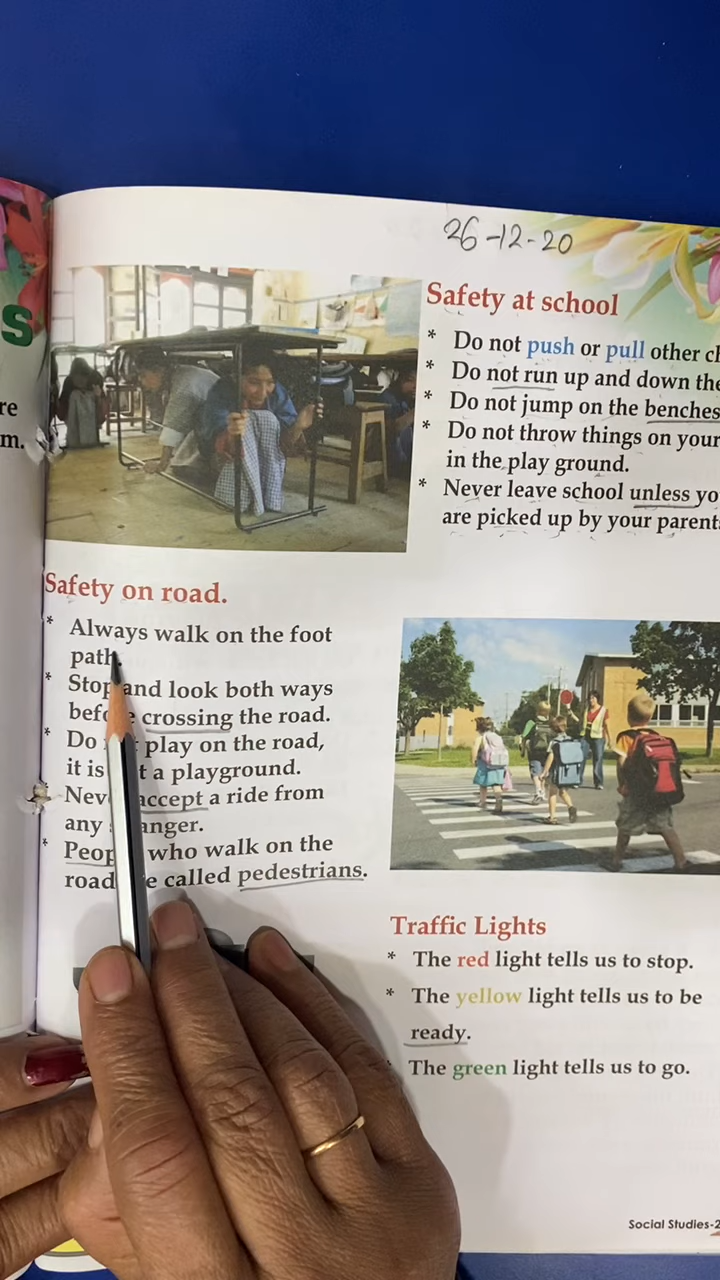 26-12-20
S
re
m.
Safety at school
* Do not push or pull other
* Do not run up and down the
* Do not jump on the benches
* Do not throw things on your
in the play ground.
* Never leave school unless
are picked up by your
Safety on road.
* Always walk on the foot
path.
* Stop and look both ways
before crossing the road.
* Do play on the road,
it is a playground.
* Never accept a ride from
any
* People who walk on the
road called pedestrians.
Traffic Lights
* The red light tells us to stop.
* The yellow light tells us to be
ready.
The green light tells us to go.
Social Studies-2